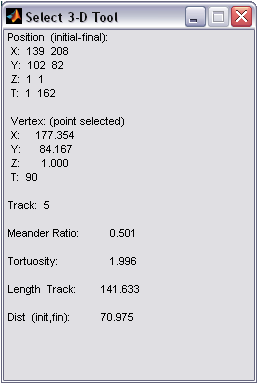 Select 3-D Tool
Position (initial-final):
X: 139 208
Y: 102 82
Z: 1 1
T: 1 162
Vertex: (point selected)
X: 177.354
Y: 84.167
Z: 1.000
T: 90
Track: 5
Meander Ratio: 0.501
Tortuosity: 1.996
Length Track: 141.633
Dist (init,fin): 70.975